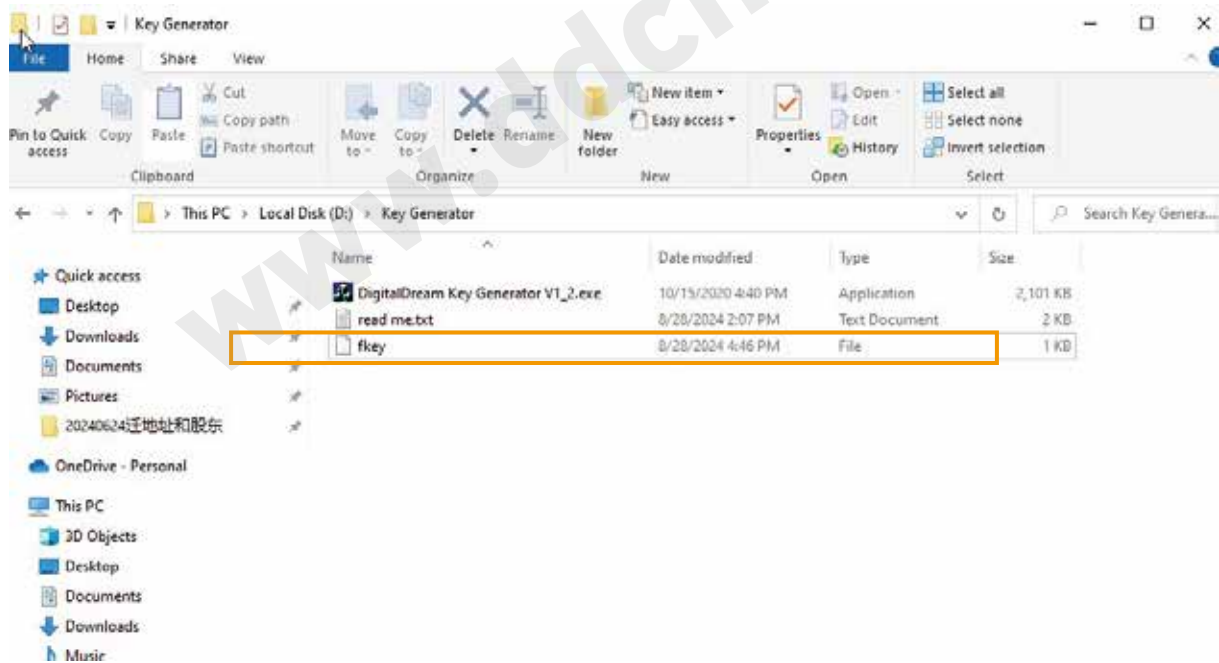 Key Generator
File Home Share View
Pin to Quick access
Copy
Paste
Cut
Copy path
Paste shortcut
Clipboard
Move to
Copy to
Delete
Rename
Organize
New folder
New item
Easy access
New
Properties
Open
Edit
History
Open
Select all
Select none
Invert selection
Select
This PC > Local Disk (D:) > Key Generator
Search Key Genera...
Name Date modified Type Size
DigitalDream Key Generator V1_2.exe 10/15/2020 4:40 PM Application 2,101 KB
read me.txt 8/28/2024 2:07 PM Text Document 2 KB
fkey 8/28/2024 4:46 PM File 1 KB
Quick access
Desktop
Downloads
Documents
Pictures
20240624迁地址和股东
OneDrive - Personal
This PC
3D Objects
Desktop
Documents
Downloads
Music